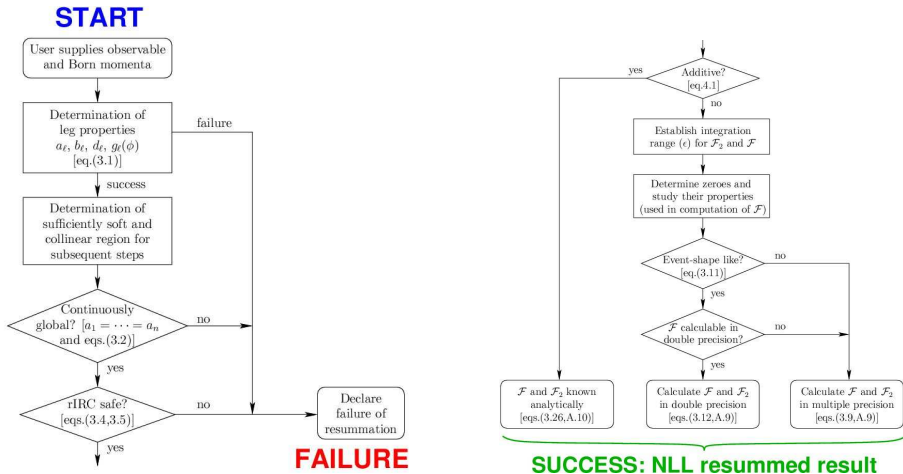 START
User supplies observable
and Born momenta
Determination of
leg properties
aℓ, bℓ, dℓ, gℓ(ϕ)
[eq.(3.1)]
failure
success
Determination of
sufficiently soft and
collinear region for
subsequent steps
Continuously
global? [a₁ = ⋯ = aₙ
and eqs.(3.2)]
no
yes
rIRC safe?
[eqs.(3.4,3.5)]
no
yes
Declare
failure of
resummation
FAILURE
yes
Additive?
[eq.4.1]
no
Establish integration
range (ϵ) for ℱ₂ and ℱ
Determine zeroes and
study their properties
(used in computation of ℱ)
Event-shape like?
[eq.(3.11)]
no
yes
ℱ calculable in
double precision?
no
yes
ℱ and ℱ₂ known
analytically
[eqs.(3.26,A.10)]
Calculate ℱ and ℱ₂
in double precision
[eqs.(3.12,A.9)]
Calculate ℱ and ℱ₂
in multiple precision
[eqs.(3.9,A.9)]
SUCCESS: NLL resummed result